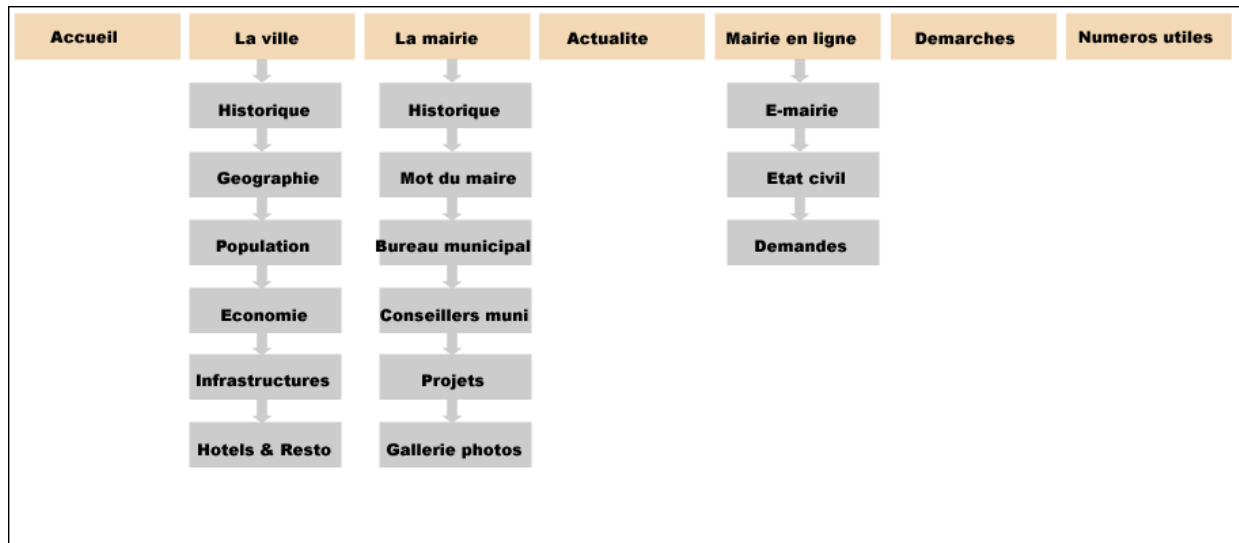 Accueil
La ville
La mairie
Actualite
Mairie en ligne
Demarches
Numeros utiles
Historique
Geographie
Population
Economie
Infrastructures
Hotels & Resto
Historique
Mot du maire
Bureau municipal
Conseillers muni
Projets
Gallerie photos
E-mairie
Etat civil
Demandes